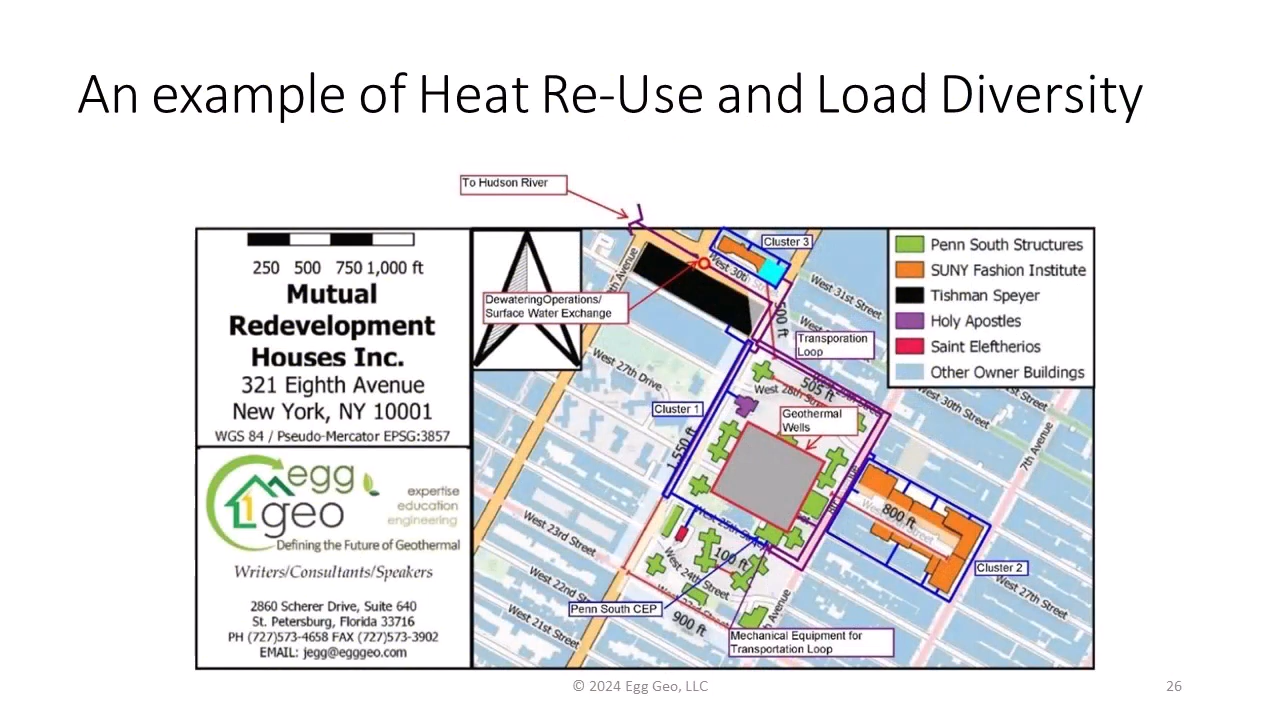 An example of Heat Re-Use and Load Diversity
To Hudson River
250 500 750 1,000 ft
Mutual
Redevelopment
Houses Inc.
321 Eighth Avenue
New York, NY 10001
WGS 84 / Pseudo-Mercator EPSG:3857
egg
geo
expertise
education
engineering
Defining the Future of Geothermal
Writers/Consultants/Speakers
2860 Scherer Drive, Suite 640
St. Petersburg, Florida 33716
PH (727)573-4658 FAX (727)573-3902
EMAIL: jegg@egggeo.com
Cluster 3
West 30th St
West 31st Street
Avenue
DewateringOperations/
Surface Water Exchange
500 ft
Transporation
Loop
West 27th Drive
505 ft
West 28th Street
Cluster 1
Geothermal
Wells
1,550 ft
West 30th Street
7th Avenue
800 ft
West 25th St
West 23rd Street
100 ft
West 24th Street
Cluster 2
West 27th Street
West 22nd
Penn South CEP
West 21st Street
900 ft
Avenue
Mechanical Equipment for
Transportation Loop
Penn South Structures
SUNY Fashion Institute
Tishman Speyer
Holy Apostles
Saint Eleftherios
Other Owner Buildings
© 2024 Egg Geo, LLC
26